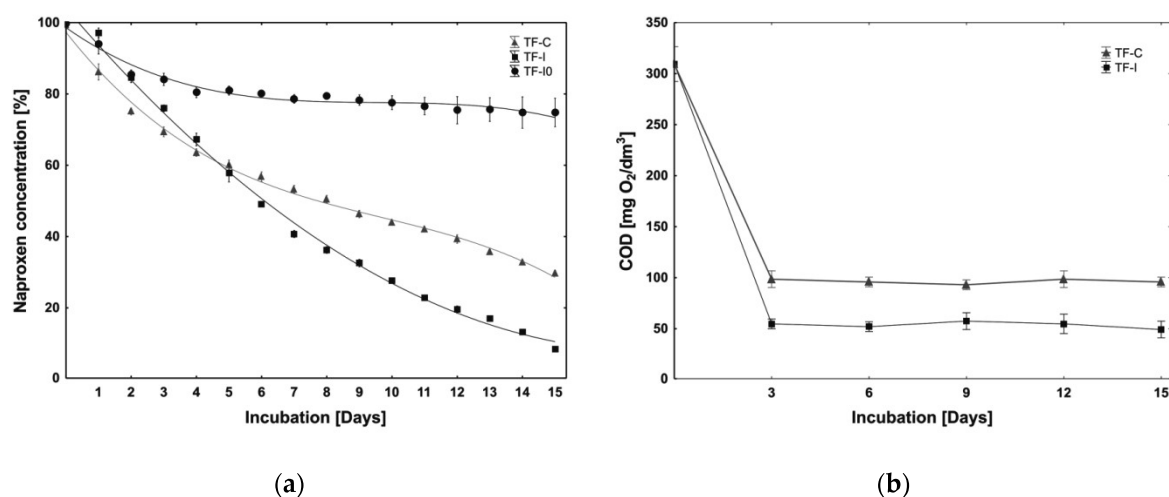 100
80
60
40
20
0
Naproxen concentration [%]
TF-C
TF-I
TF-I0
1 2 3 4 5 6 7 8 9 10 11 12 13 14 15
Incubation [Days]
(a)
350
300
250
200
150
100
50
0
COD [mg O₂/dm³]
TF-C
TF-I
3 6 9 12 15
Incubation [Days]
(b)